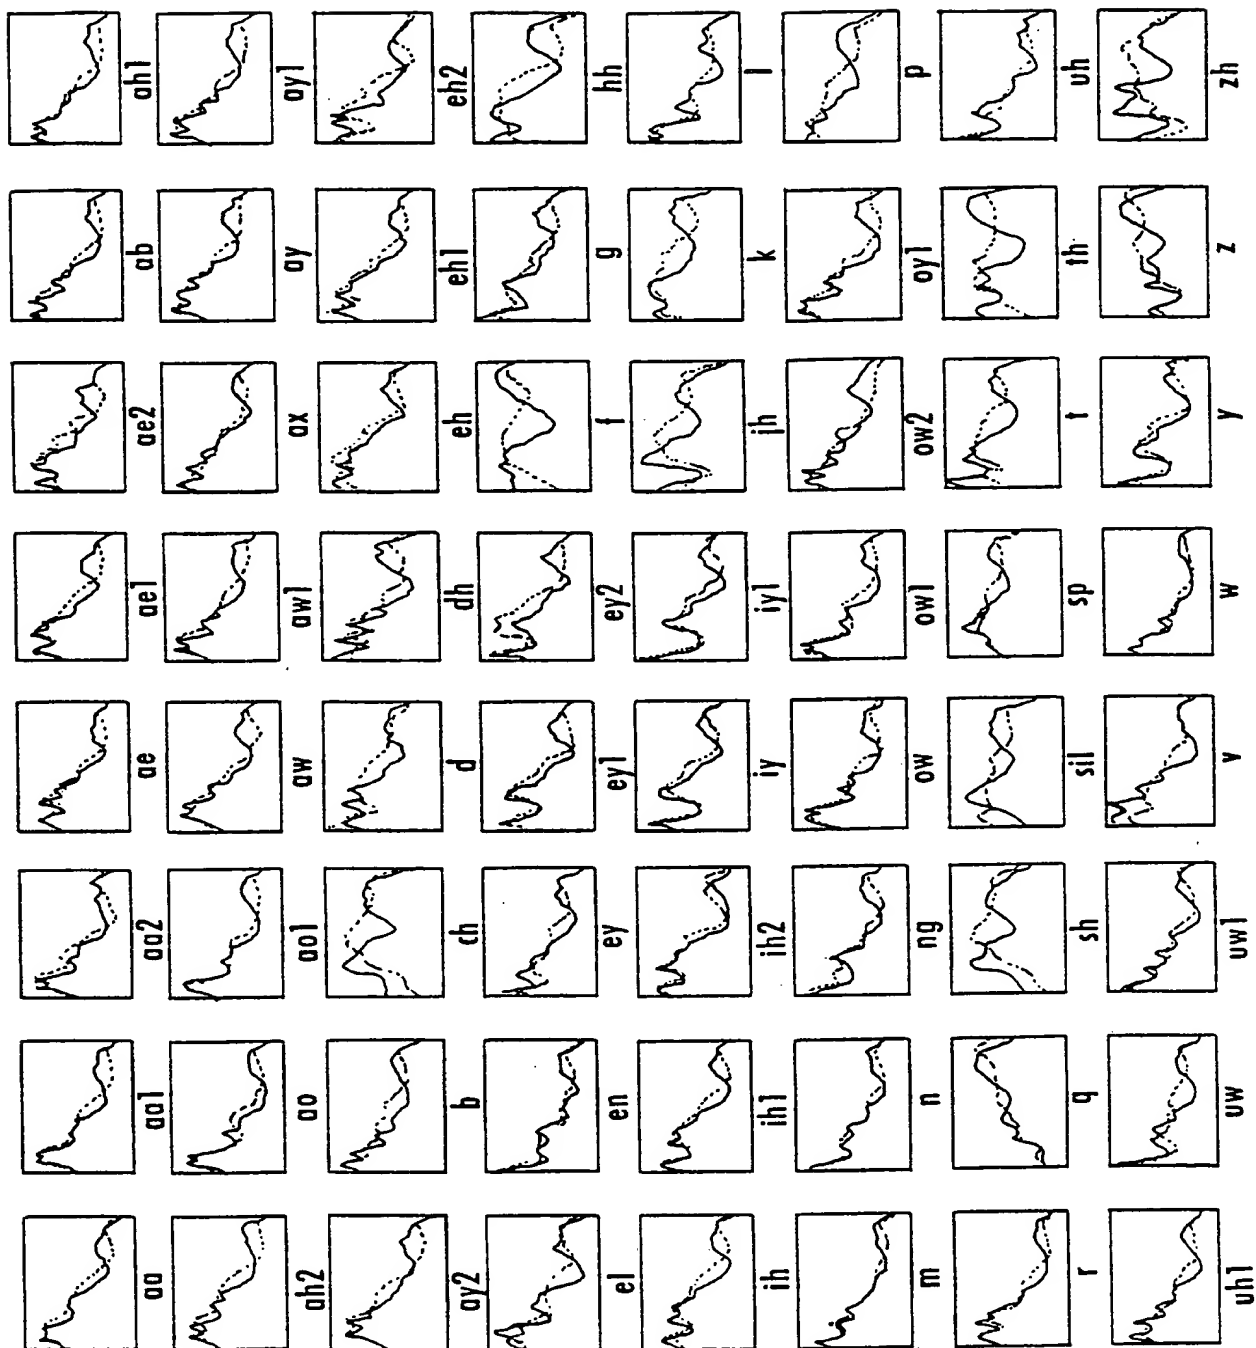 aa aa1 aa2 ae ae1 ae2 ab ah1
ah2 ao ao1 aw aw1 ax ay ay1
ay2 b ch d dh eh eh1 eh2
el en ey ey1 ey2 f g hh
ih ih1 ih2 iy iy1 jh k l
m n ng ow ow1 ow2 oy1 p
r q sh sil sp t th uh
uh1 uw uw1 v w y z zh